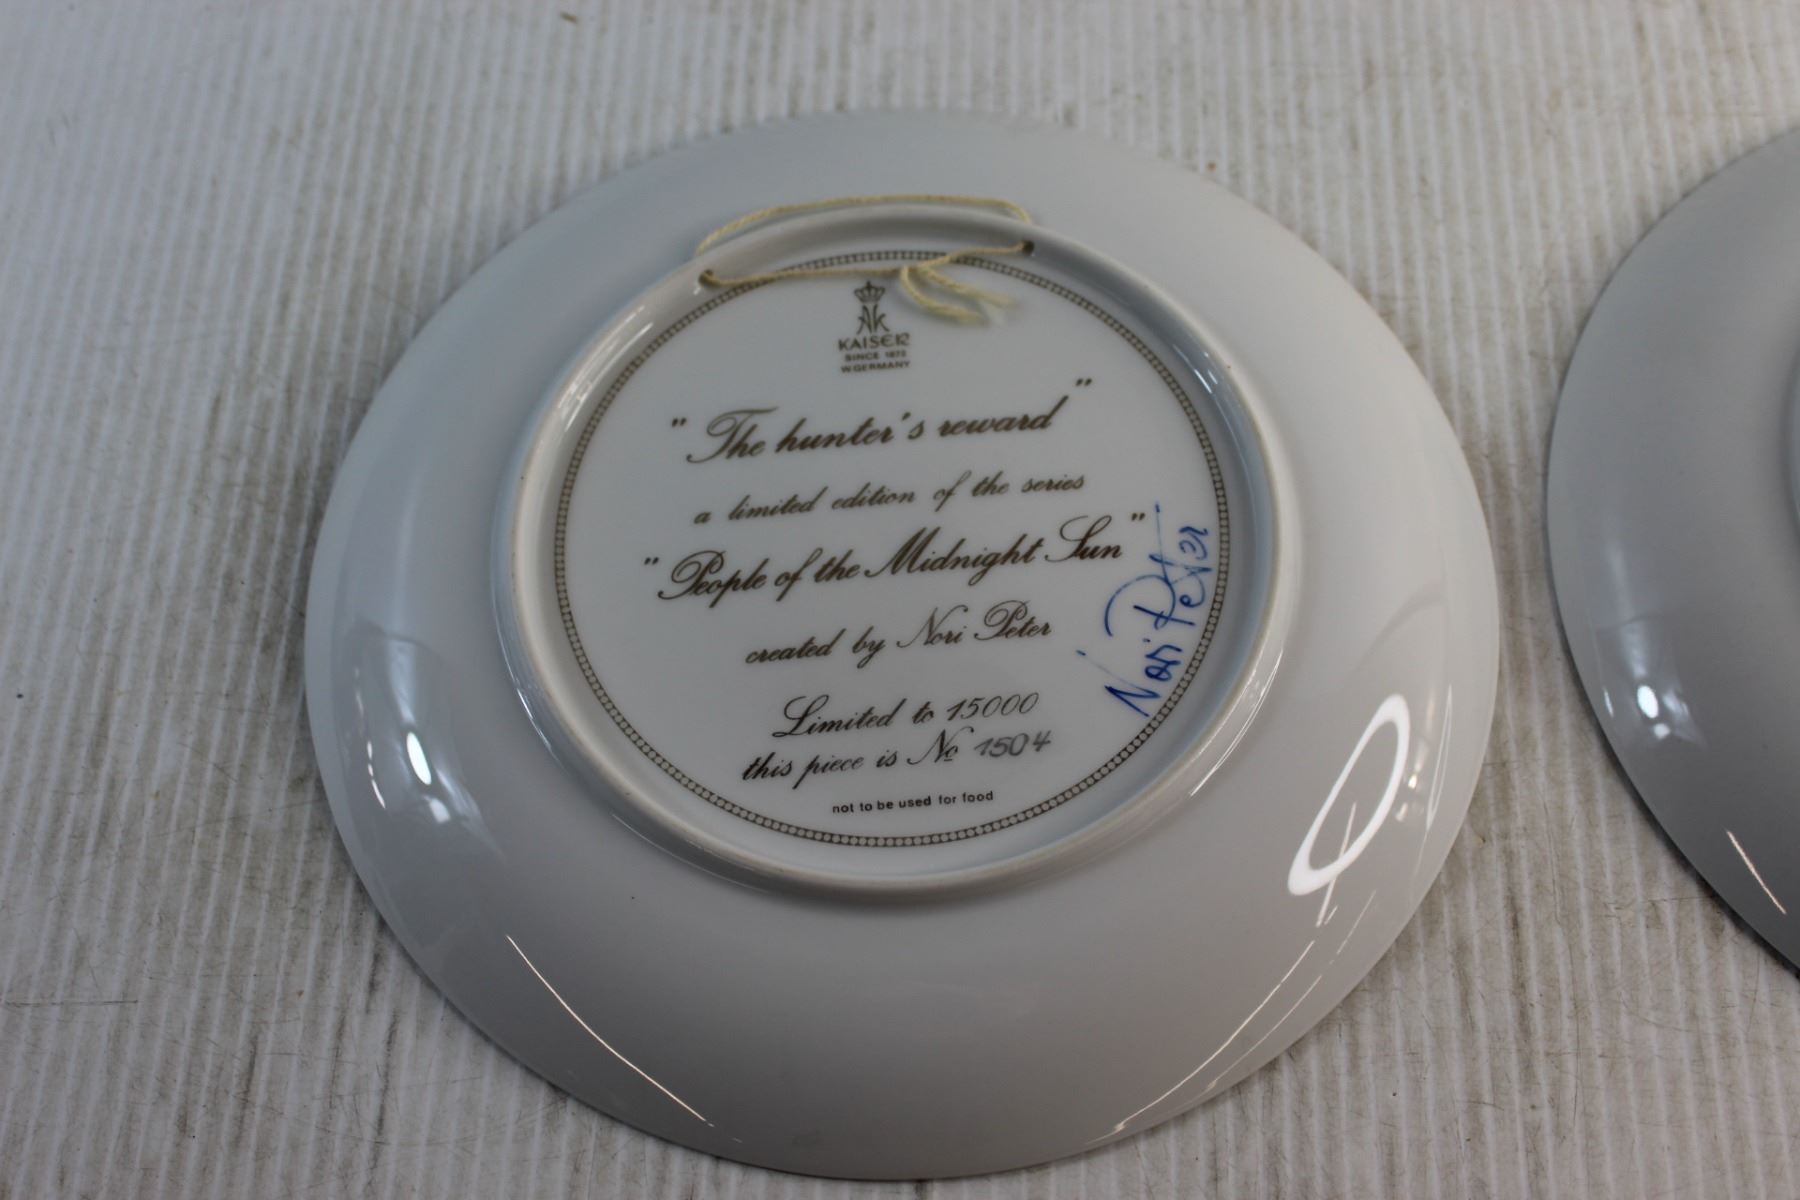 AK
KAISER
SINCE 1872
W.GERMANY
"The hunter's reward"
a limited edition of the series
"People of the Midnight Sun"
created by Nori Peter
Limited to 15000
this piece is No 1504
not to be used for food
Nori Peter